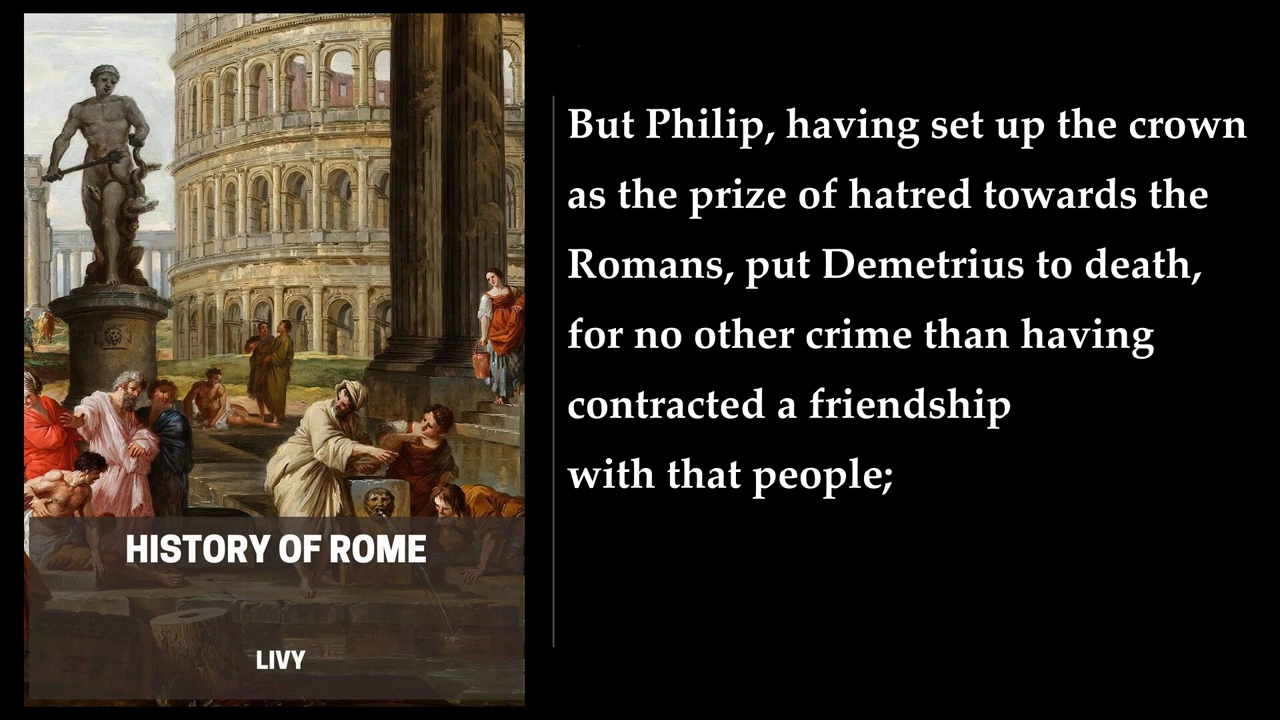 But Philip, having set up the crown
as the prize of hatred towards the
Romans, put Demetrius to death,
for no other crime than having
contracted a friendship
with that people;
HISTORY OF ROME
LIVY